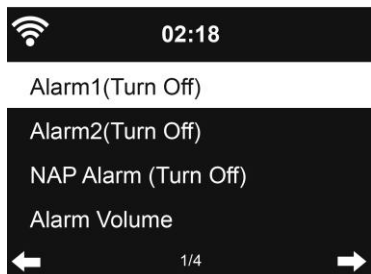 02:18
Alarm1(Turn Off)
Alarm2(Turn Off)
NAP Alarm (Turn Off)
Alarm Volume
1/4